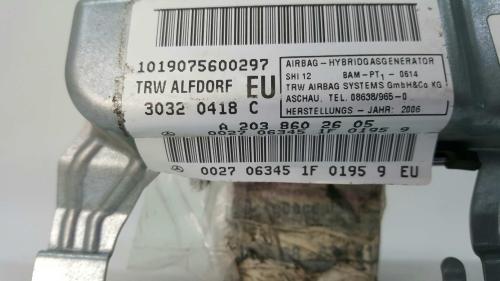 1019075600297
TRW ALFDORF EU
30320418 C
AIRBAG-HYBRIDGASGENERATOR
SHI 12 BAM-PT1-0614
TRW AIRBAG SYSTEMS GmbH&Co KG
ASCHAU. TEL. 08638/965-0
HERSTELLUNGS-JAHR: 2006
A 203 860 26 05
0027 06345 1F 0195 9
0027 06345 1F 0195 9 EU